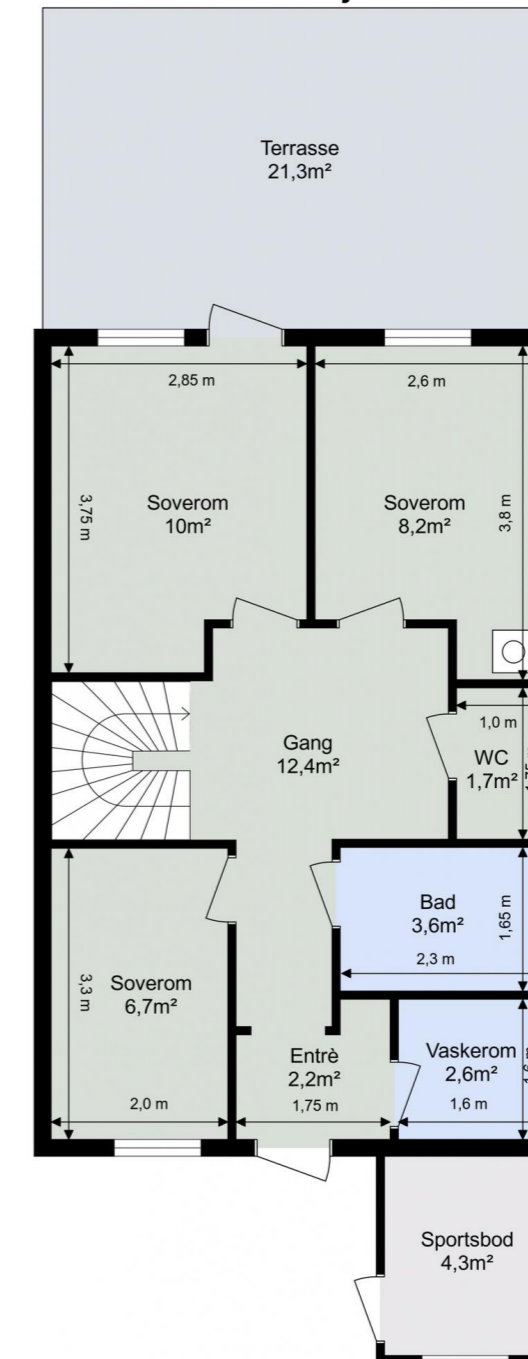 Terrasse
21,3m²
2,85 m
2,6 m
3,75 m
Soverom
10m²
Soverom
8,2m²
3,8 m
Gang
12,4m²
1,0 m
WC
1,7m²
Bad
3,6m²
1,65 m
2,3 m
3,3 m
Soverom
6,7m²
2,0 m
Entrè
2,2m²
1,75 m
Vaskerom
2,6m²
1,6 m
Sportsbod
4,3m²